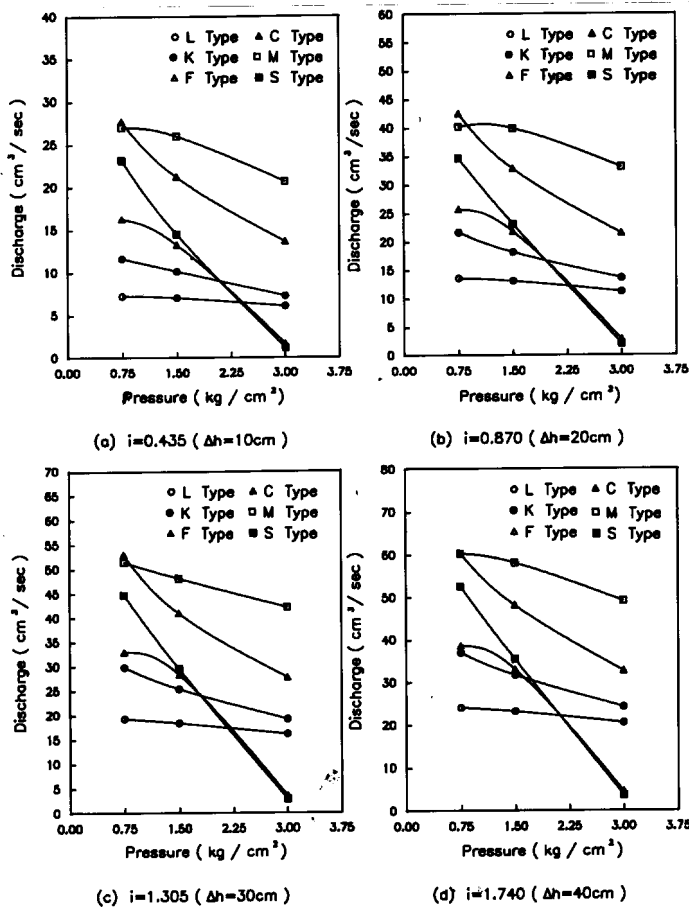 40
35
30
25
20
15
10
5
0
Discharge ( cm³ / sec )
L Type
K Type
F Type
C Type
M Type
S Type
0.00 0.75 1.50 2.25 3.00 3.75
Pressure ( kg / cm² )
(a) i=0.435 ( Δh=10cm )
60
55
50
45
40
35
30
25
20
15
10
5
0
Discharge ( cm³ / sec )
L Type
K Type
F Type
C Type
M Type
S Type
0.00 0.75 1.50 2.25 3.00 3.75
Pressure ( kg / cm² )
(b) i=0.870 ( Δh=20cm )
70
65
60
55
50
45
40
35
30
25
20
15
10
5
0
Discharge ( cm³ / sec )
L Type
K Type
F Type
C Type
M Type
S Type
0.00 0.75 1.50 2.25 3.00 3.75
Pressure ( kg / cm² )
(c) i=1.305 ( Δh=30cm )
80
70
60
50
40
30
20
10
0
Discharge ( cm³ / sec )
L Type
K Type
F Type
C Type
M Type
S Type
0.00 0.75 1.50 2.25 3.00 3.75
Pressure ( kg / cm² )
(d) i=1.740 ( Δh=40cm )